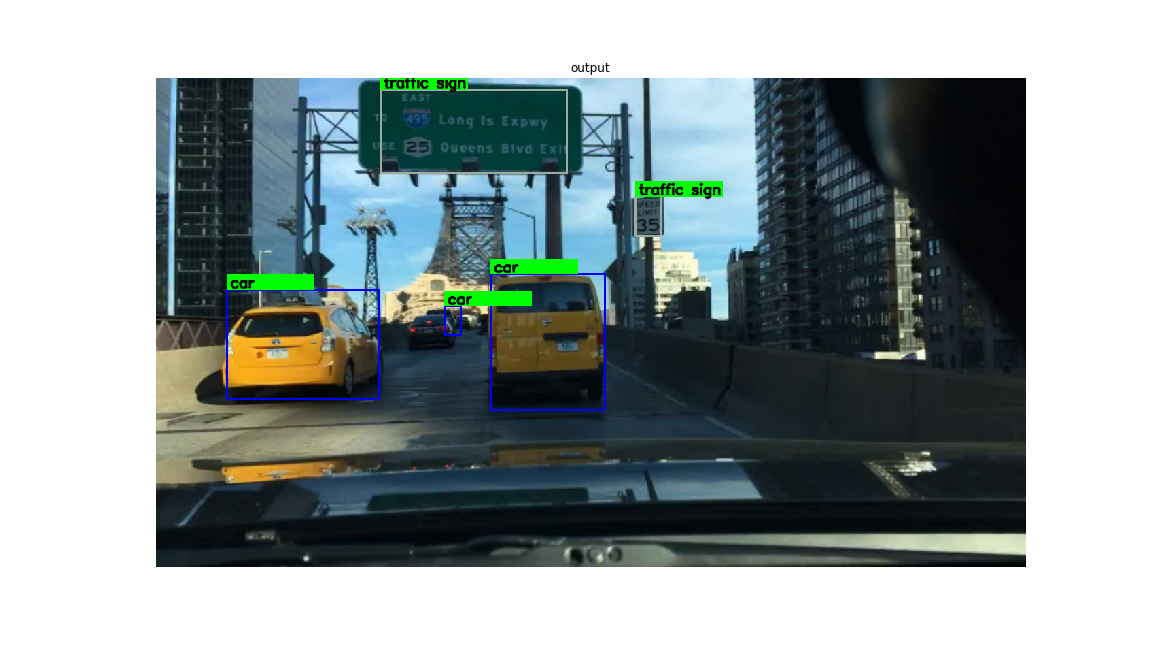 output
traffic sign
EAST
TO 495 Long Is Expwy
USE 25 Queens Blvd Exit
traffic sign
SPEED
LIMIT
35
car
car
car